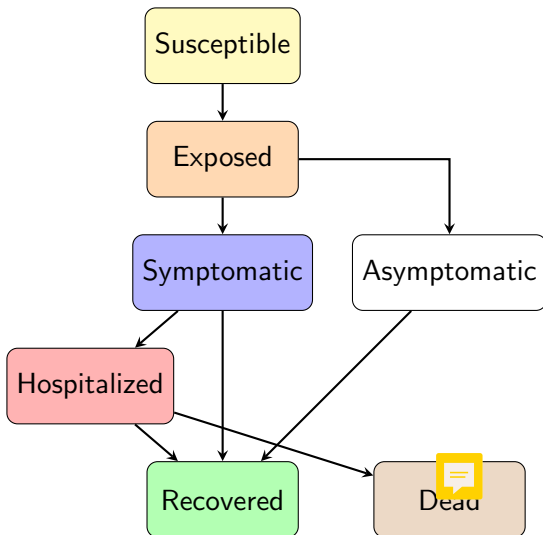 Susceptible
Exposed
Symptomatic
Asymptomatic
Hospitalized
Recovered
Dead